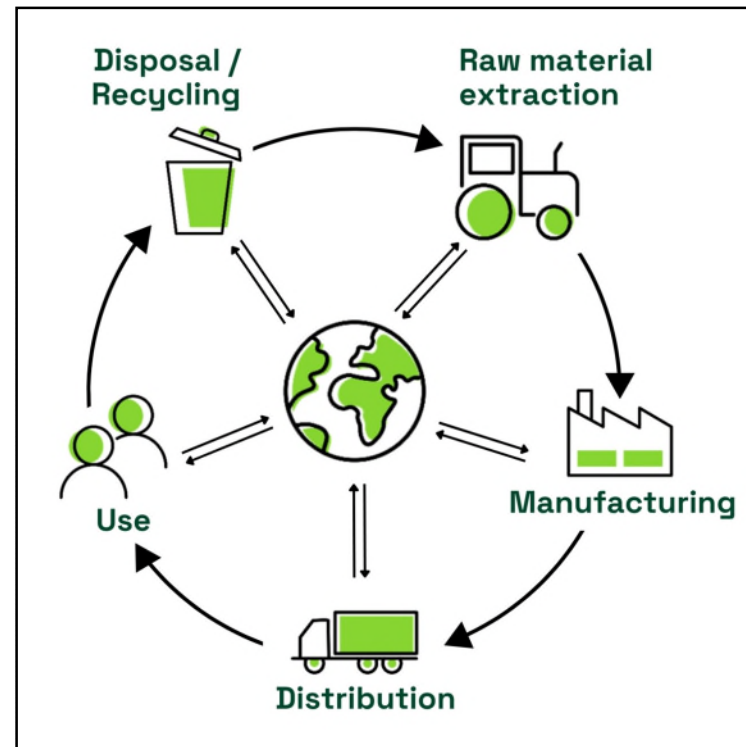 Disposal /
Recycling
Raw material
extraction
Manufacturing
Distribution
Use